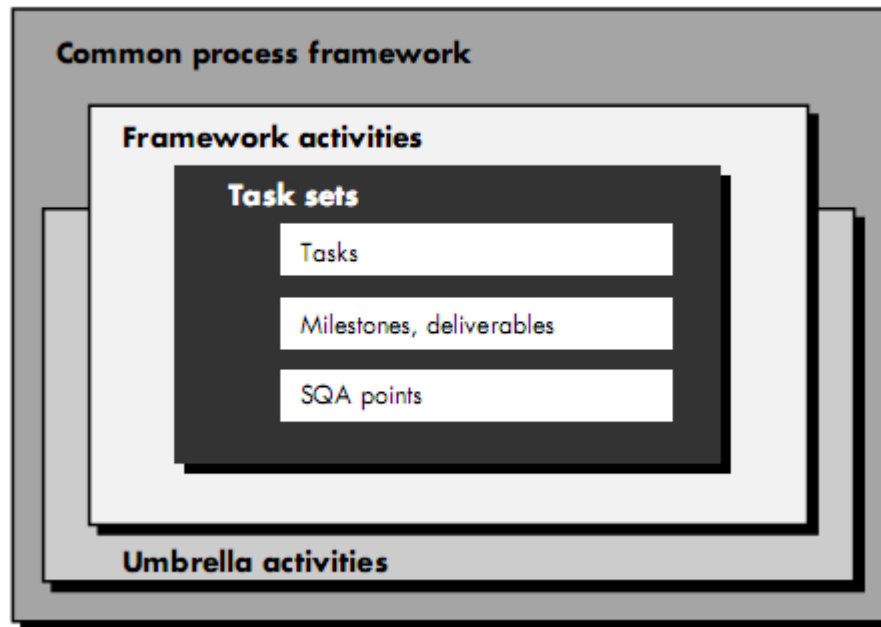 Common process framework
Framework activities
Task sets
Tasks
Milestones, deliverables
SQA points
Umbrella activities